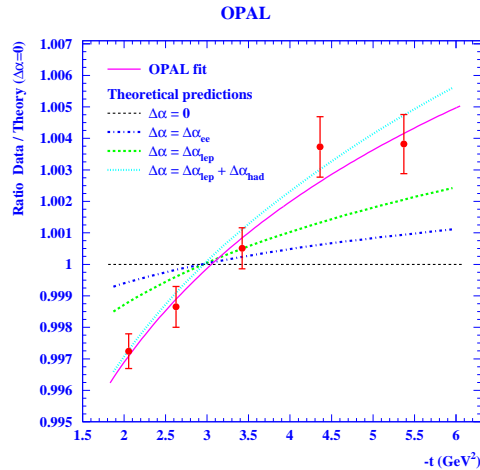 OPAL
Ratio Data / Theory (Δα=0)
1.007
1.006
1.005
1.004
1.003
1.002
1.001
1
0.999
0.998
0.997
0.996
0.995
OPAL fit
Theoretical predictions
Δα = 0
Δα = Δα_ee
Δα = Δα_lep
Δα = Δα_lep + Δα_had
1.5 2 2.5 3 3.5 4 4.5 5 5.5 6 6.5
-t (GeV²)